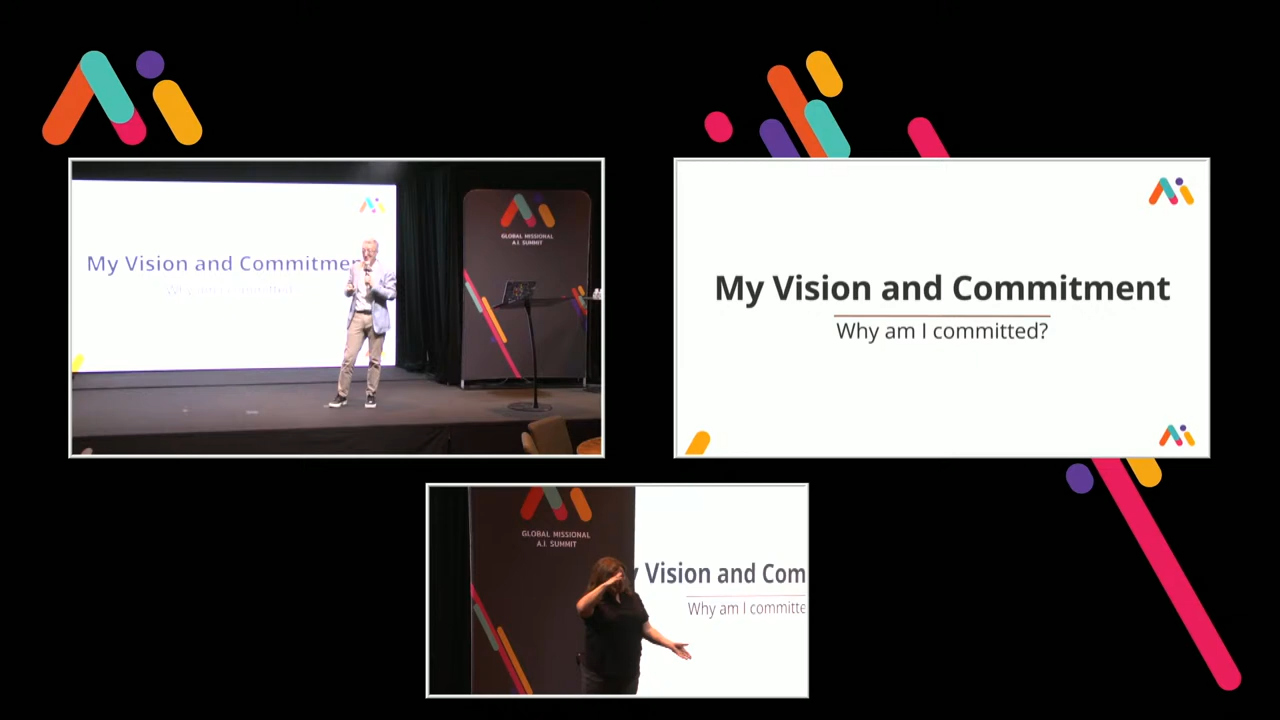 My Vision and Commitmen
GLOBAL MISSIONAL
A.I. SUMMIT
My Vision and Commitment
Why am I committed?
GLOBAL MISSIONAL
A.I. SUMMIT
Vision and Com
Why am I committe